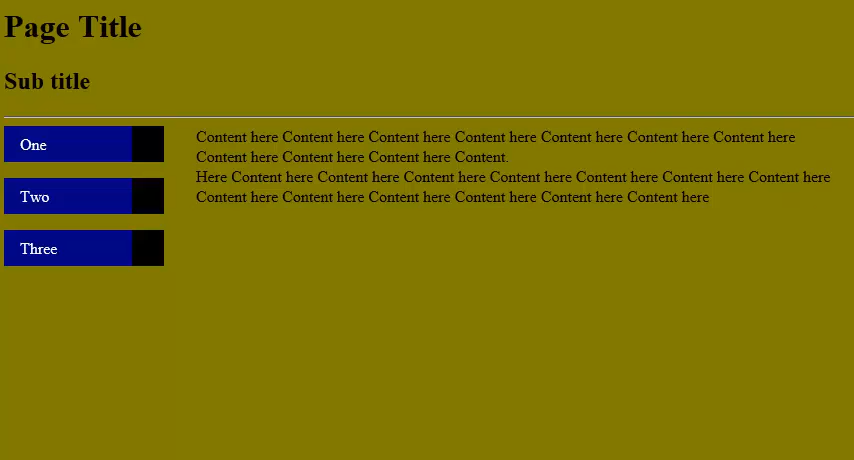 Page Title
Sub title
One
Two
Three
Content here Content here Content here Content here Content here Content here Content here
Content here Content here Content here Content.
Here Content here Content here Content here Content here Content here Content here Content here
Content here Content here Content here Content here Content here Content here